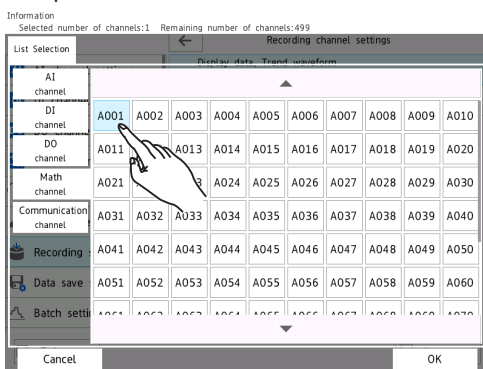 Information
Selected number of channels:1 Remaining number of channels:499
List Selection
Recording channel settings
Display data, Trend waveform
AI
channel
DI
channel
DO
channel
Math
channel
Communication
channel
A001 A002 A003 A004 A005 A006 A007 A008 A009 A010
A011 A013 A014 A015 A016 A017 A018 A019 A020
A021 A024 A025 A026 A027 A028 A029 A030
A031 A032 A033 A034 A035 A036 A037 A038 A039 A040
Recording
A041 A042 A043 A044 A045 A046 A047 A048 A049 A050
Data save
A051 A052 A053 A054 A055 A056 A057 A058 A059 A060
Batch setti
Cancel
OK